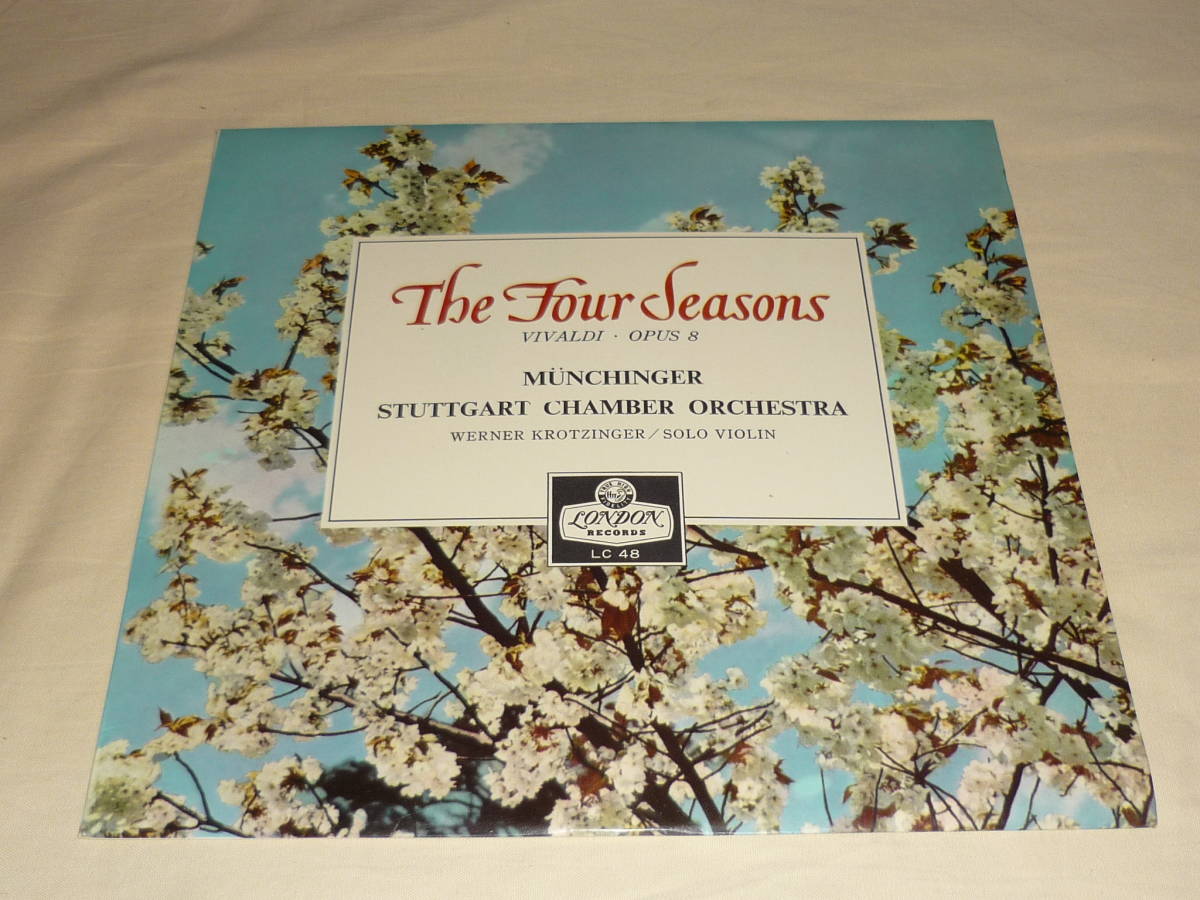 The Four Seasons
VIVALDI · OPUS 8
MÜNCHINGER
STUTTGART CHAMBER ORCHESTRA
WERNER KROTZINGER / SOLO VIOLIN
LONDON
RECORDS
LC 48